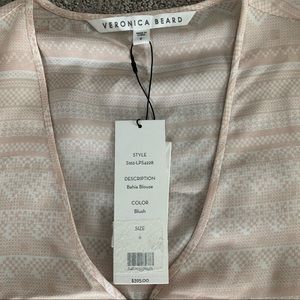 VERONICA BEARD
STYLE
DESCRIPTION
Bahia Blouse
COLOR
Blush
SIZE
$395.00